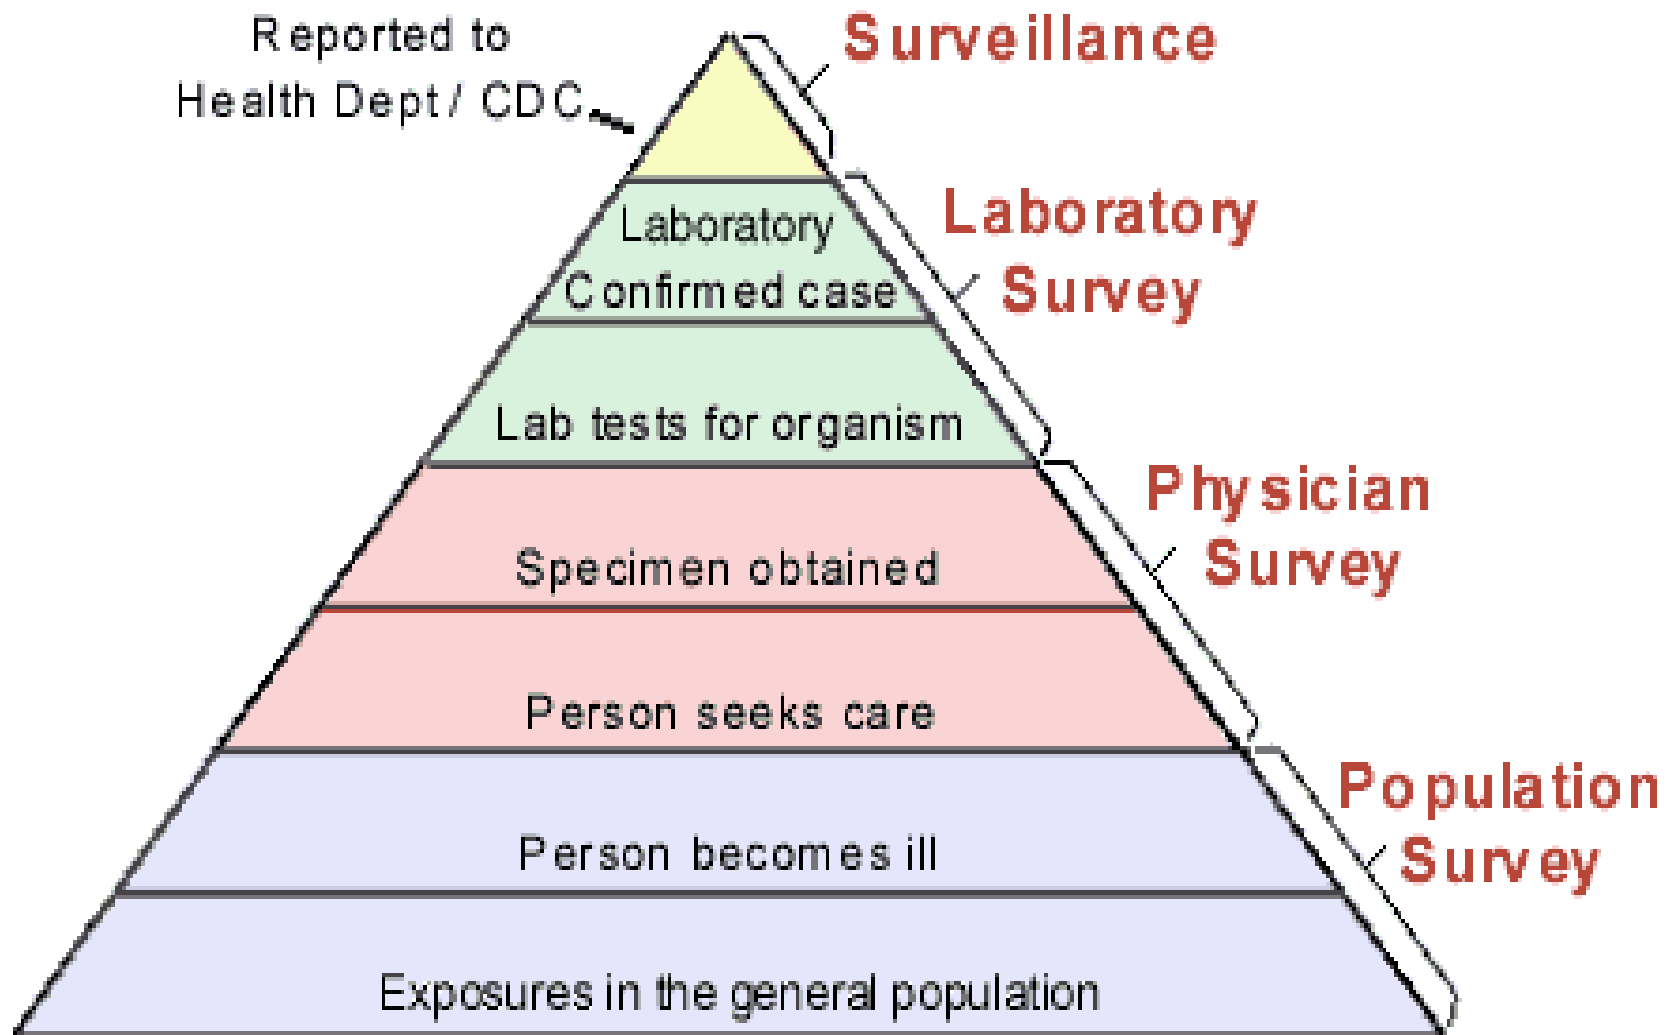 Reported to
Health Dept / CDC
Surveillance
Laboratory
Confirmed case
Laboratory
Survey
Lab tests for organism
Physician
Survey
Specimen obtained
Person seeks care
Population
Survey
Person becomes ill
Exposures in the general population